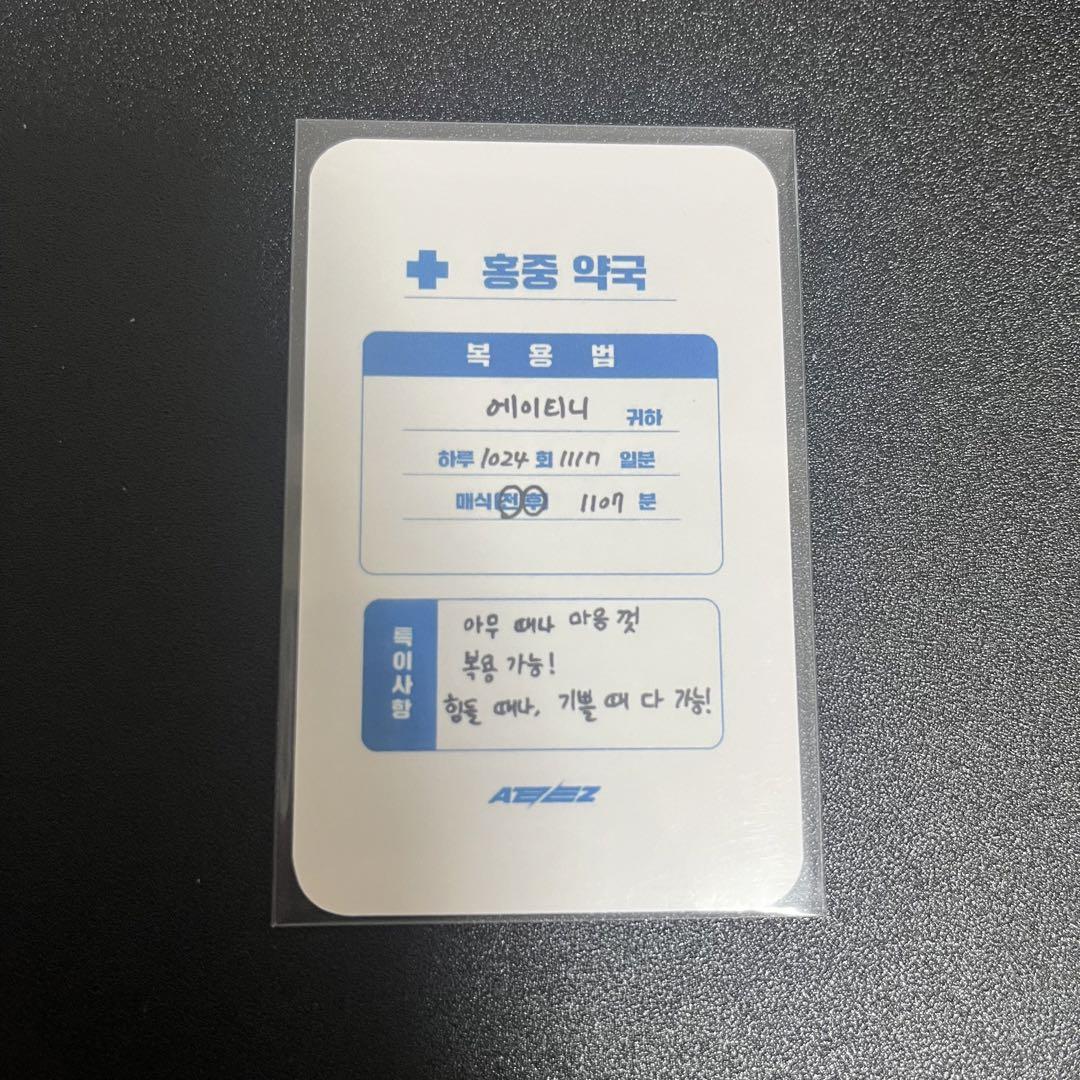 홍중 약국
복 용 법
에이티니 귀하
하루 1024 회 1117 일분
매식(전, 후) 1107 분
특이사항
아무 때나 마음껏
복용 가능!
힘들 때나, 기쁠 때 다 가능!
ATEEZ